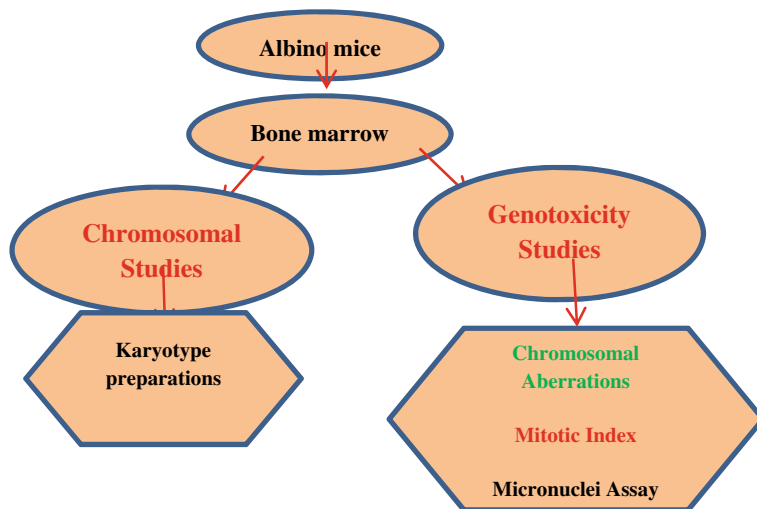 Albino mice
Bone marrow
Chromosomal
Studies
Genotoxicity
Studies
Karyotype
preparations
Chromosomal
Aberrations
Mitotic Index
Micronuclei Assay